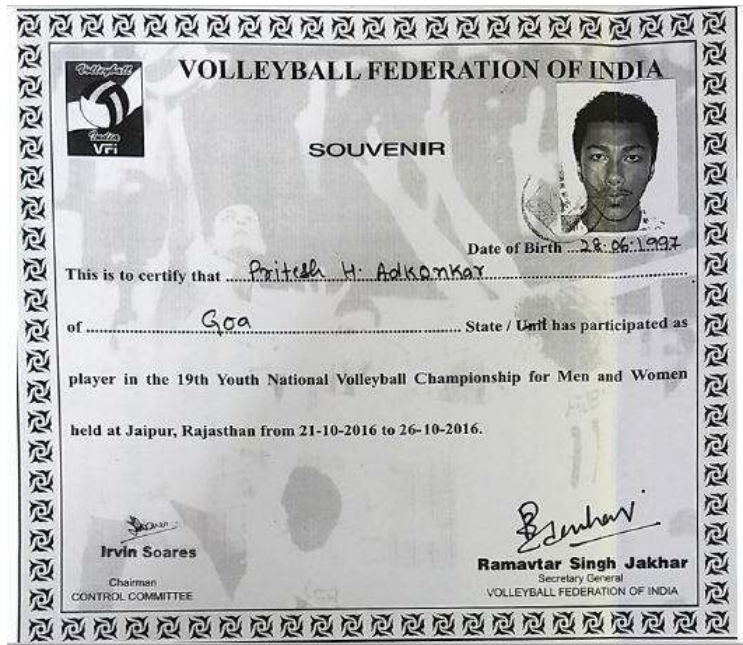 Volleyball
India
VFi
VOLLEYBALL FEDERATION OF INDIA
SOUVENIR
Date of Birth ...28.06.1997
This is to certify that ..... Pritesh H. Adkonkar .....
of ..... Goa ..... State / Unit has participated as
player in the 19th Youth National Volleyball Championship for Men and Women
held at Jaipur, Rajasthan from 21-10-2016 to 26-10-2016.
Irvin Soares
Chairman
CONTROL COMMITTEE
Ramavtar Singh Jakhar
Secretary General
VOLLEYBALL FEDERATION OF INDIA